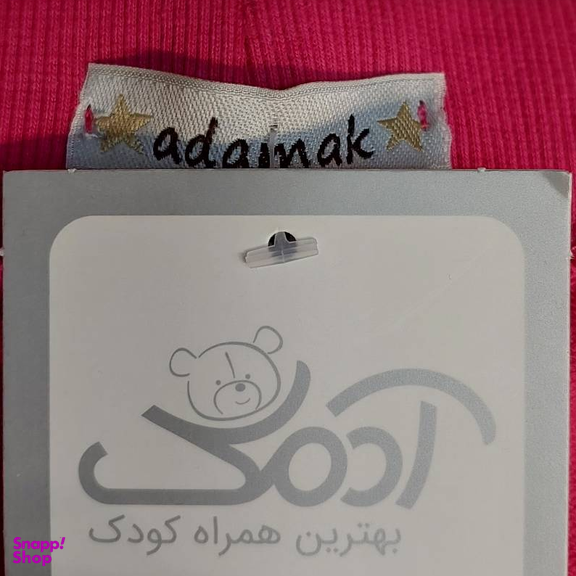 adamak
آدمک
بهترین همراه کودک
Snapp!
Shop